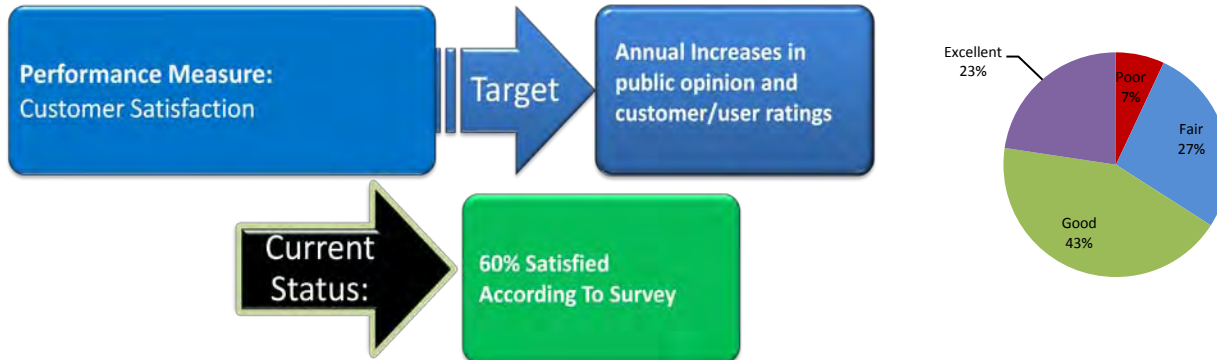 Performance Measure:
Customer Satisfaction
Target
Annual Increases in
public opinion and
customer/user ratings
Current
Status:
60% Satisfied
According To Survey
Excellent
23%
Poor
7%
Fair
27%
Good
43%